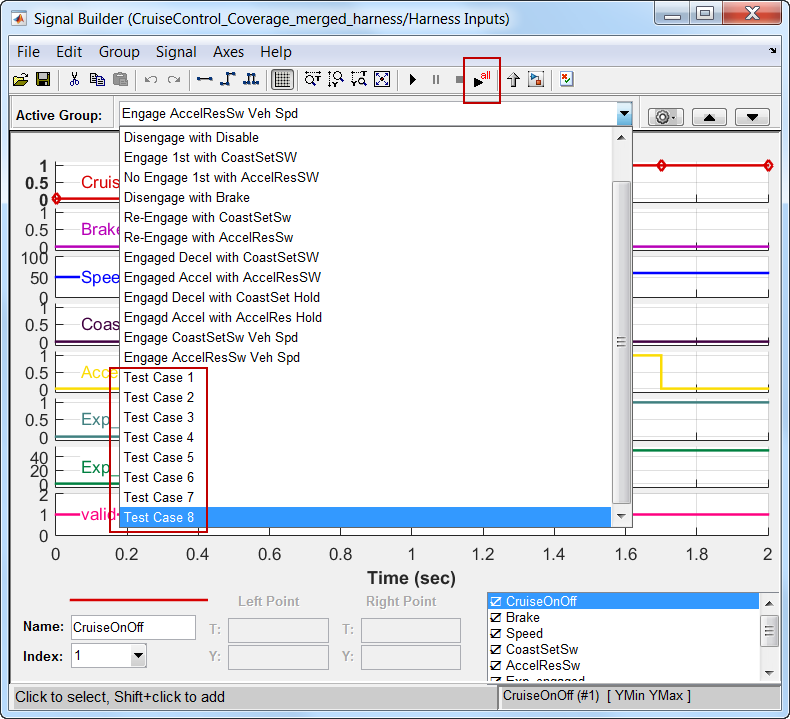 Signal Builder (CruiseControl_Coverage_merged_harness/Harness Inputs)
File Edit Group Signal Axes Help
all
Active Group: Engage AccelResSw Veh Spd
Disengage with Disable
Engage 1st with CoastSetSW
No Engage 1st with AccelResSW
Disengage with Brake
Re-Engage with CoastSetSw
Re-Engage with AccelResSw
Engaged Decel with CoastSetSW
Engaged Accel with AccelResSW
Engagd Decel with CoastSet Hold
Engagd Accel with AccelRes Hold
Engage CoastSetSw Veh Spd
Engage AccelResSw Veh Spd
Test Case 1
Test Case 2
Test Case 3
Test Case 4
Test Case 5
Test Case 6
Test Case 7
Test Case 8
1
0.5
0
Cruis
1
0.5
0
Brake
100
50
0
Spee
1
0.5
0
Coas
1
0.5
0
Acce
1
0.5
0
Exp_
40
20
0
Exp_
2
1
0
valid
0 0.2 0.4 0.6 0.8 1 1.2 1.4 1.6 1.8 2
Time (sec)
Left Point Right Point
Name: CruiseOnOff
T: T:
Index: 1
Y: Y:
CruiseOnOff
Brake
Speed
CoastSetSw
AccelResSw
Exp_engaged
Click to select, Shift+click to add
CruiseOnOff (#1) [ YMin YMax ]